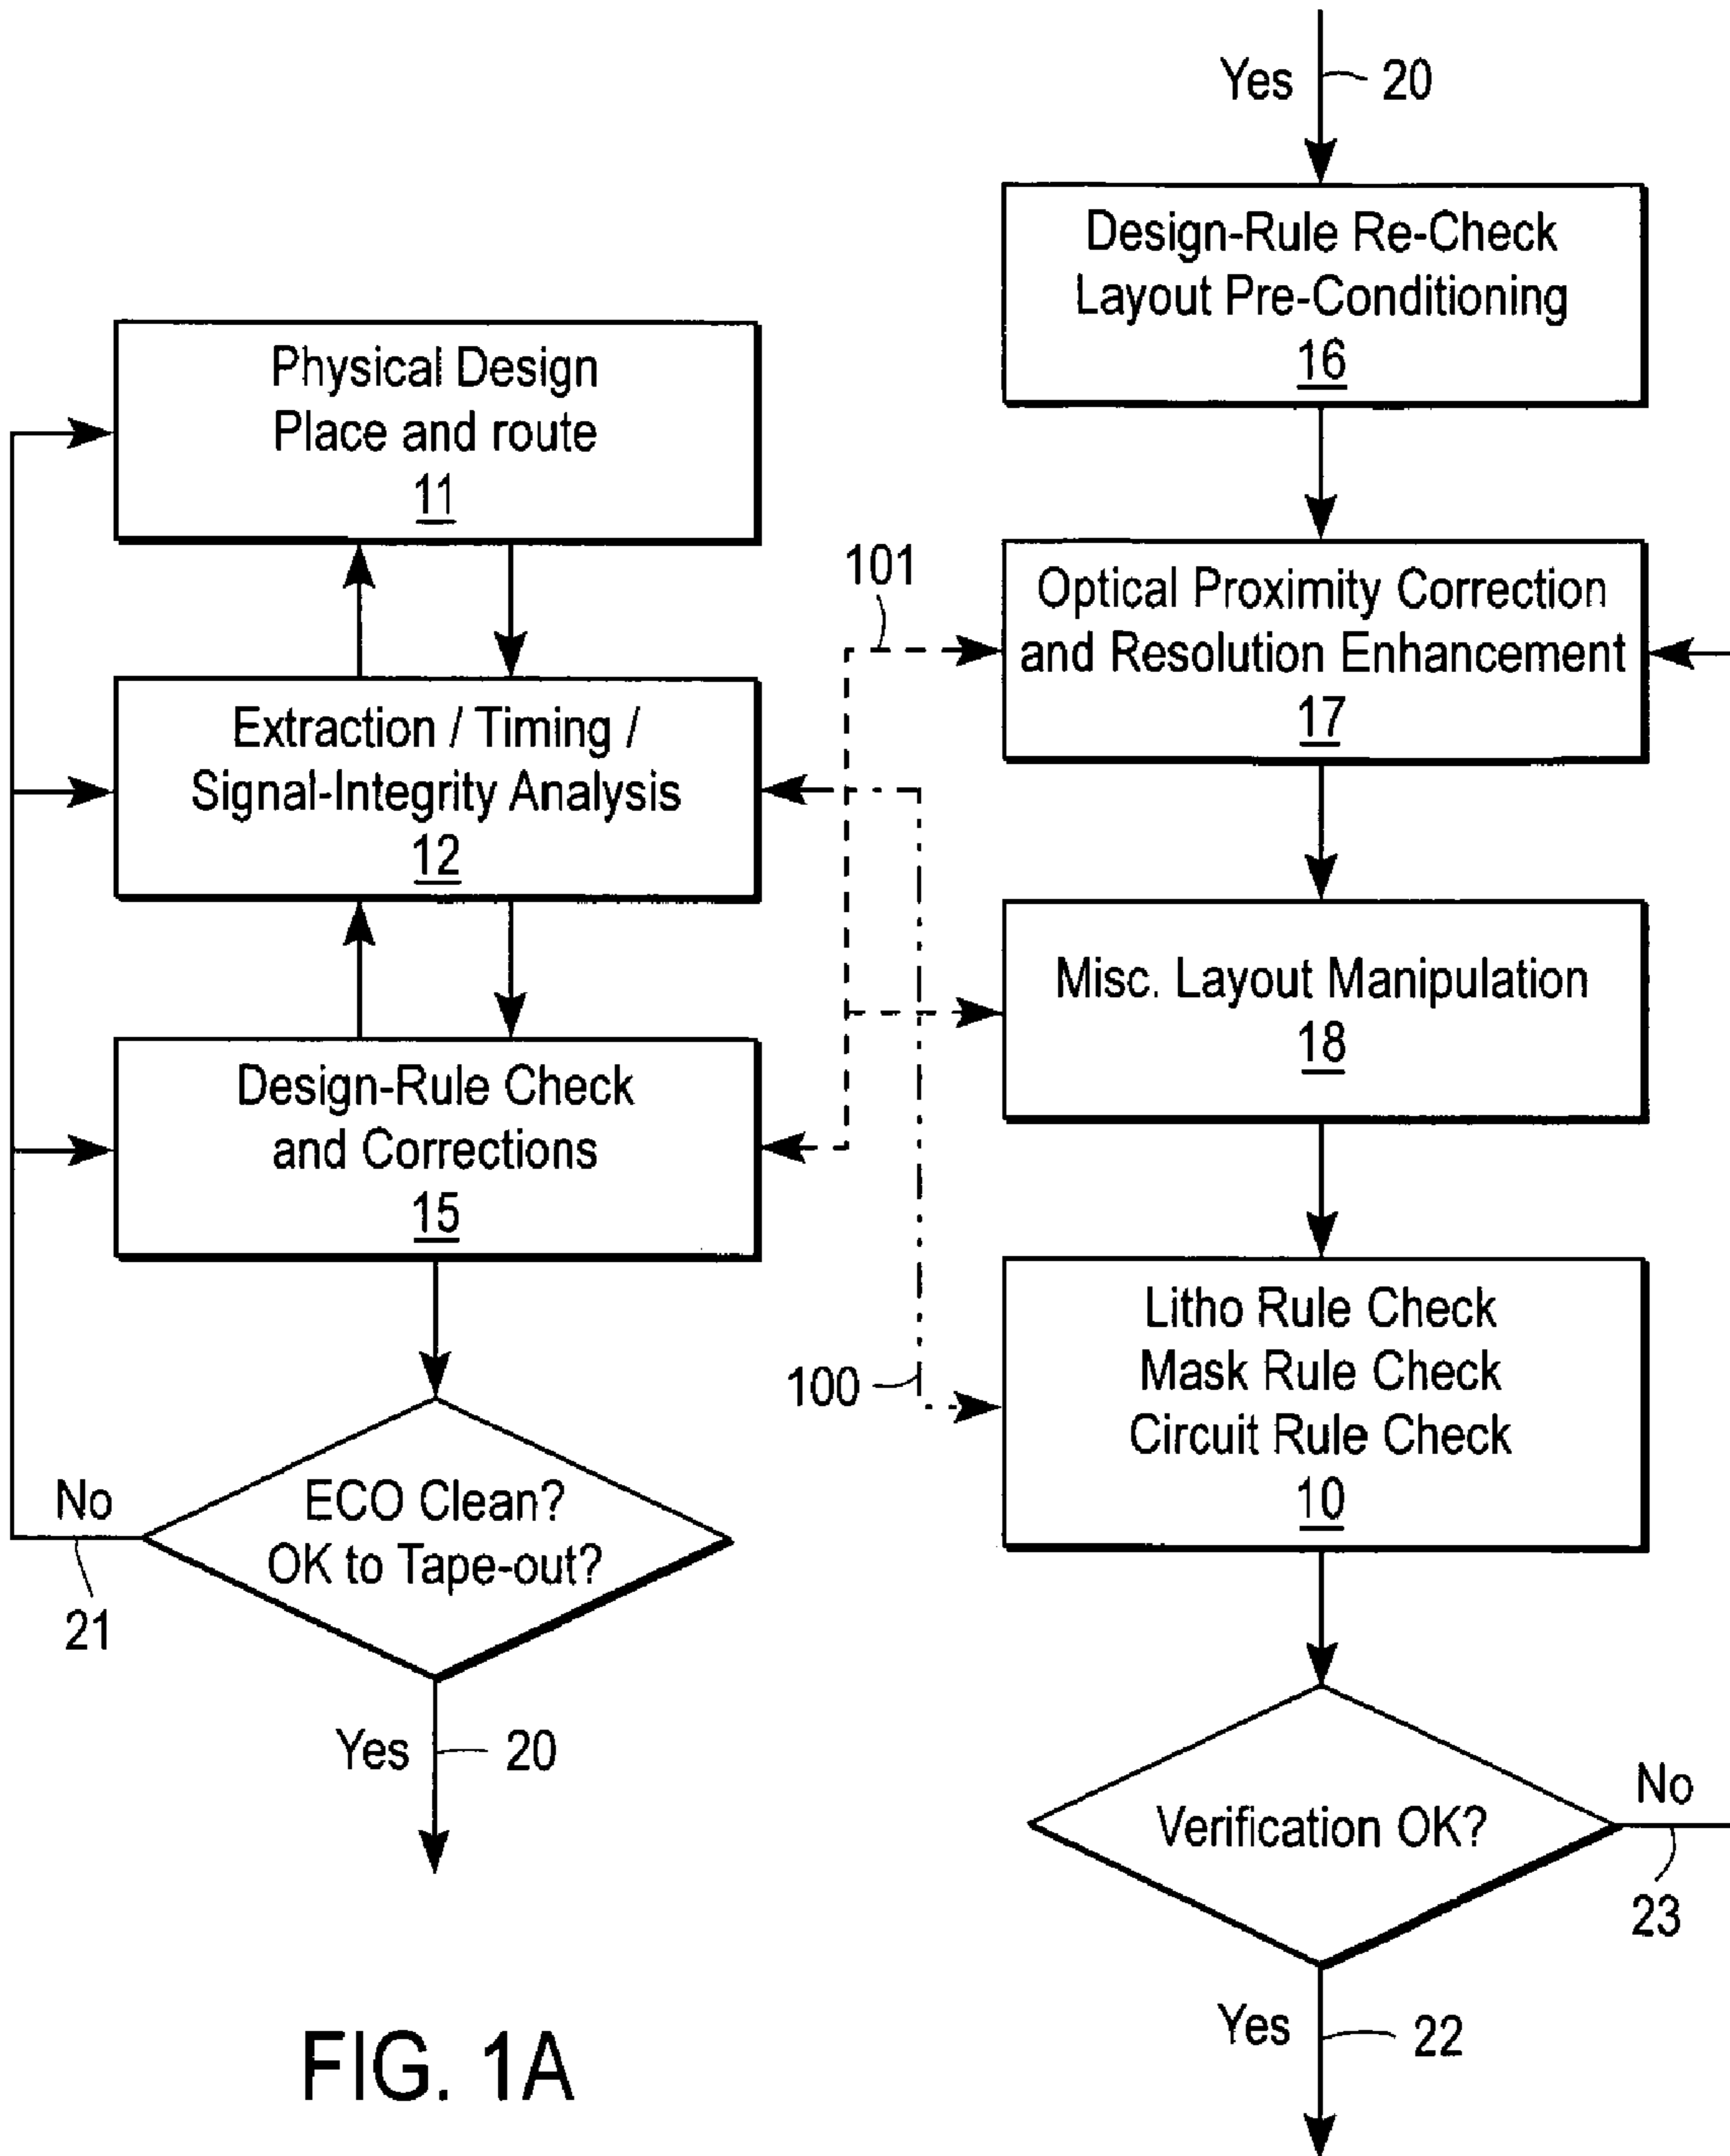 Physical Design
Place and route
11
Extraction / Timing /
Signal-Integrity Analysis
12
Design-Rule Check
and Corrections
15
ECO Clean?
OK to Tape-out?
No
21
Yes
20
101
100
Yes
20
Design-Rule Re-Check
Layout Pre-Conditioning
16
Optical Proximity Correction
and Resolution Enhancement
17
Misc. Layout Manipulation
18
Litho Rule Check
Mask Rule Check
Circuit Rule Check
10
Verification OK?
No
23
Yes
22
FIG. 1A